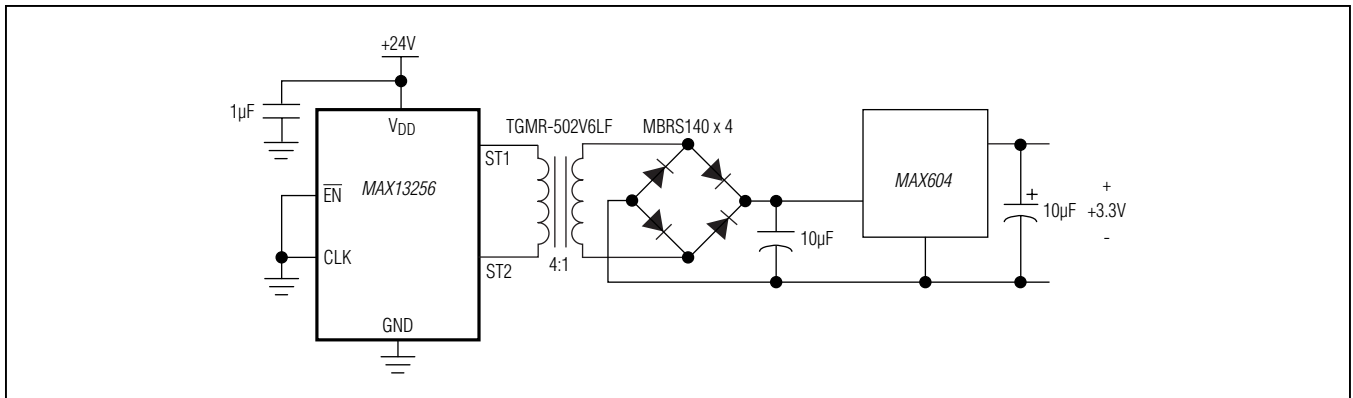 +24V
1µF
VDD
TGMR-502V6LF
MBRS140 x 4
ST1
MAX13256
EN
MAX604
+
+
10µF
+3.3V
-
10µF
CLK
ST2
4:1
GND